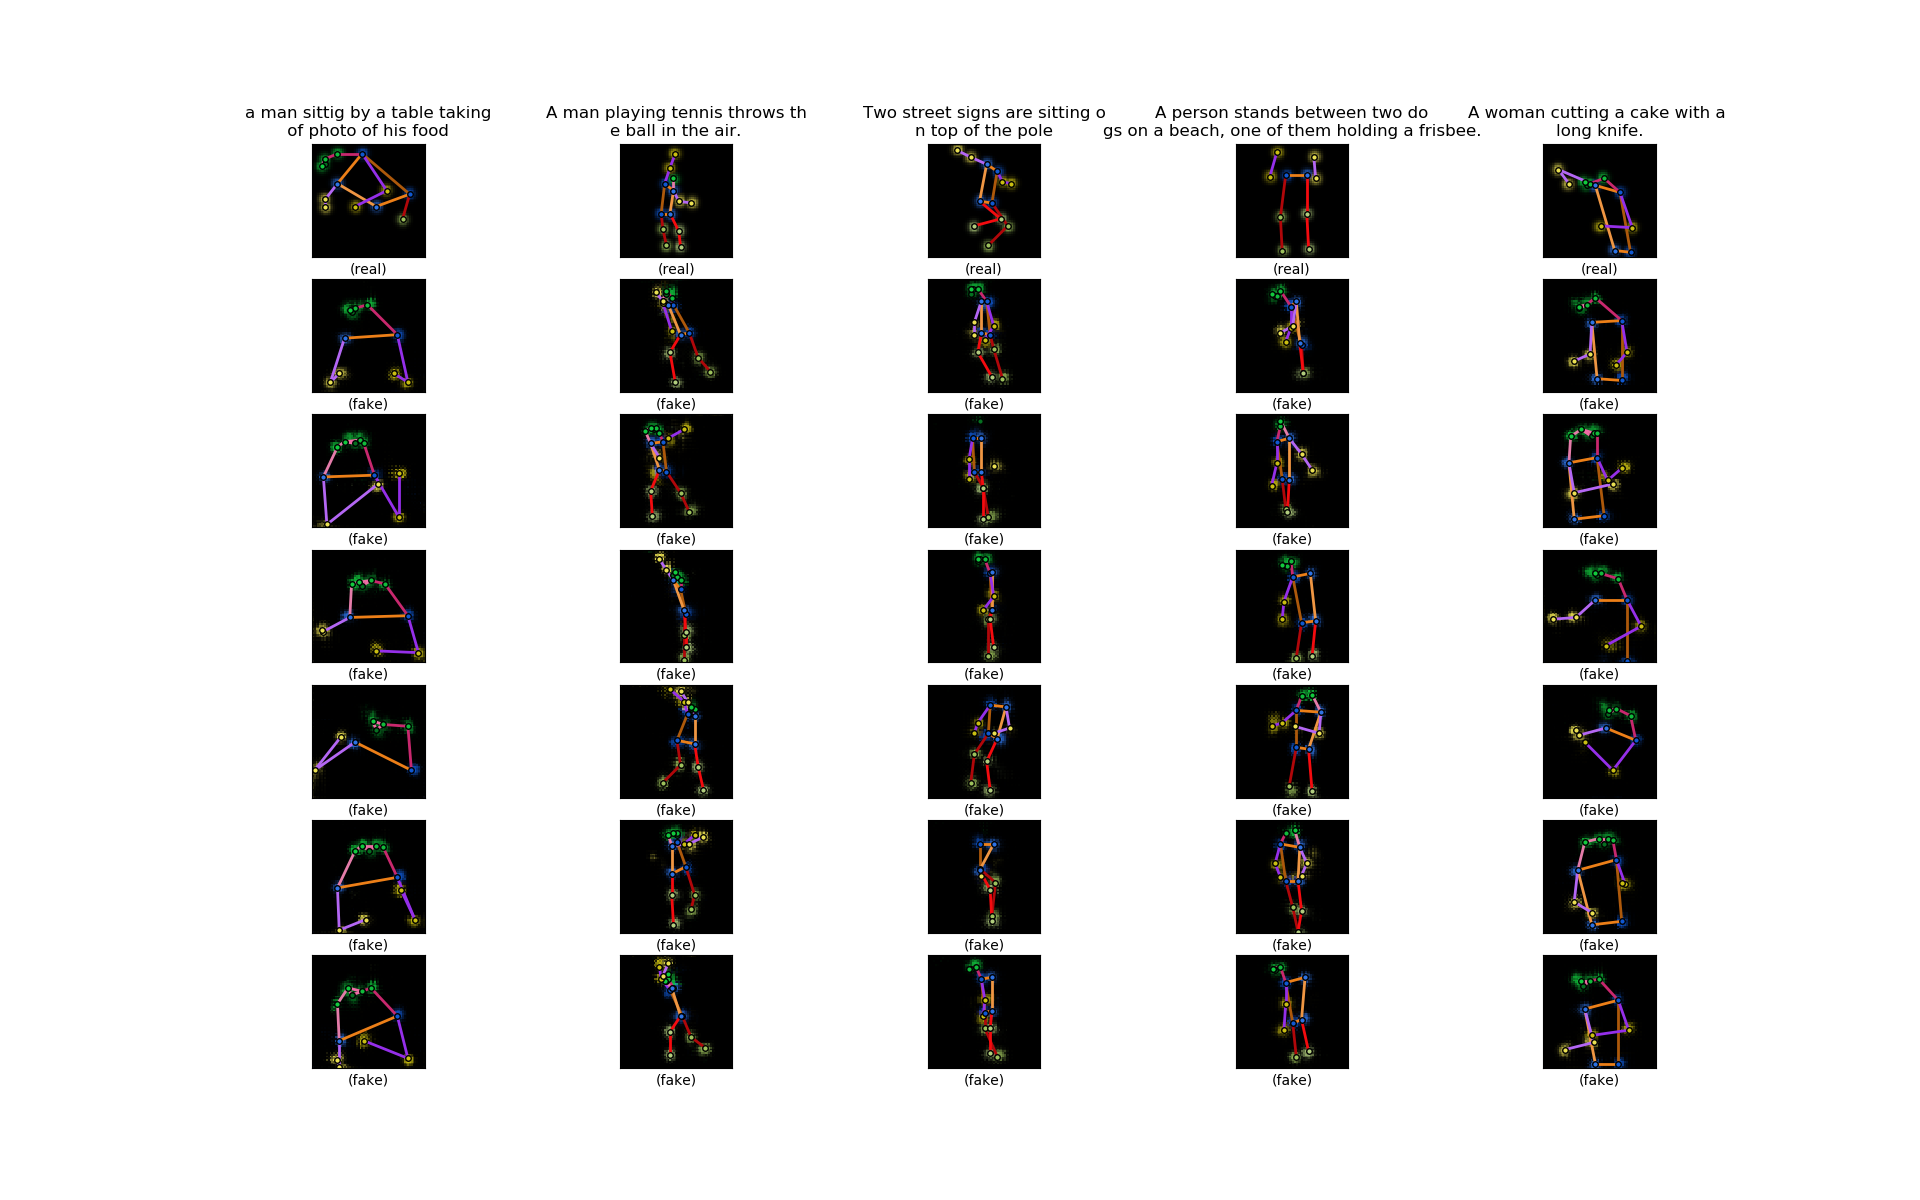 a man sittig by a table taking
of photo of his food
A man playing tennis throws th
e ball in the air.
Two street signs are sitting o
n top of the pole
A person stands between two do
gs on a beach, one of them holding a frisbee.
A woman cutting a cake with a
long knife.
(real) (real) (real) (real) (real)
(fake) (fake) (fake) (fake) (fake)
(fake) (fake) (fake) (fake) (fake)
(fake) (fake) (fake) (fake) (fake)
(fake) (fake) (fake) (fake) (fake)
(fake) (fake) (fake) (fake) (fake)
(fake) (fake) (fake) (fake) (fake)